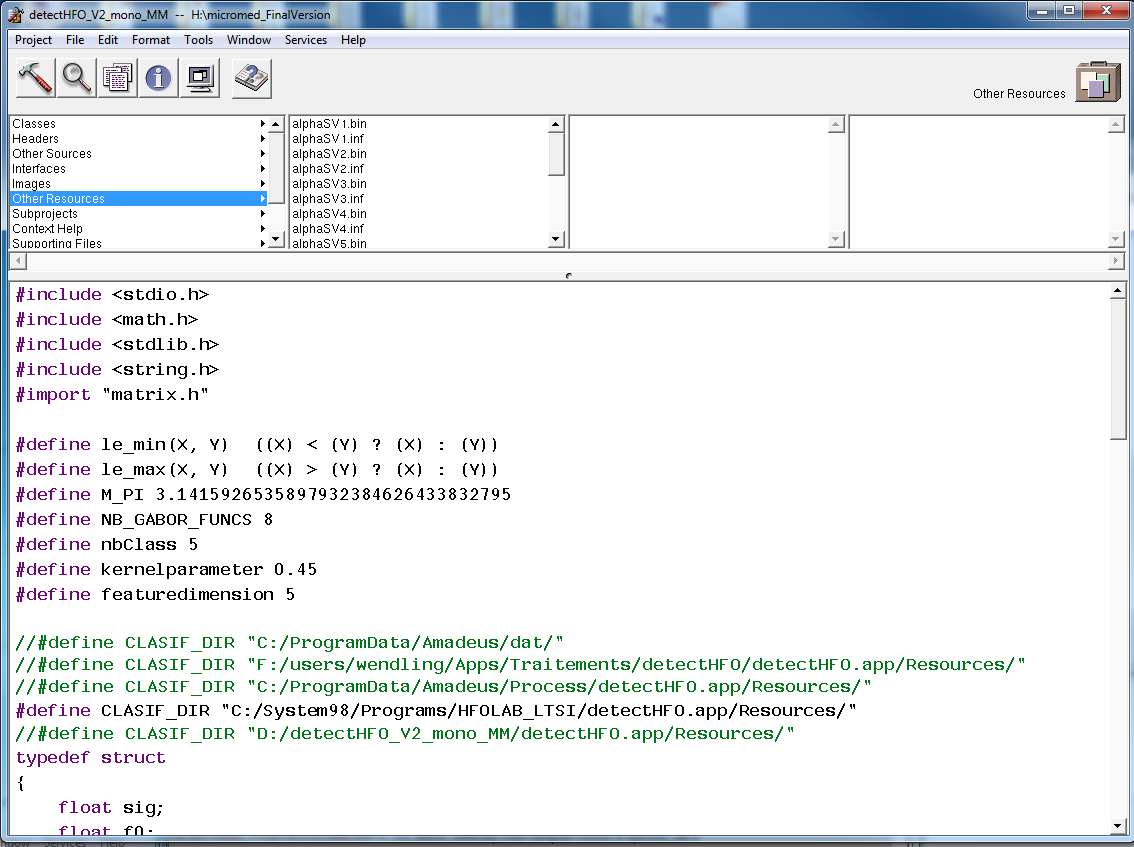 detectHFO_V2_mono_MM -- H:\micromed_FinalVersion
Project File Edit Format Tools Window Services Help
Other Resources
Classes
Headers
Other Sources
Interfaces
Images
Other Resources
Subprojects
Context Help
Supporting Files
alphaSV1.bin
alphaSV1.inf
alphaSV2.bin
alphaSV2.inf
alphaSV3.bin
alphaSV3.inf
alphaSV4.bin
alphaSV4.inf
alphaSV5.bin
#include <stdio.h>
#include <math.h>
#include <stdlib.h>
#include <string.h>
#import "matrix.h"
#define le_min(X, Y) ((X) < (Y) ? (X) : (Y))
#define le_max(X, Y) ((X) > (Y) ? (X) : (Y))
#define M_PI 3.1415926535897932384626433832795
#define NB_GABOR_FUNCS 8
#define nbClass 5
#define kernelparameter 0.45
#define featuredimension 5
//#define CLASIF_DIR "C:/ProgramData/Amadeus/dat/"
//#define CLASIF_DIR "F:/users/wendling/Apps/Traitements/detectHFO/detectHFO.app/Resources/"
//#define CLASIF_DIR "C:/ProgramData/Amadeus/Process/detectHFO.app/Resources/"
#define CLASIF_DIR "C:/System98/Programs/HFOLAB_LTSI/detectHFO.app/Resources/"
//#define CLASIF_DIR "D:/detectHFO_V2_mono_MM/detectHFO.app/Resources/"
typedef struct
{
float sig;
float f0;